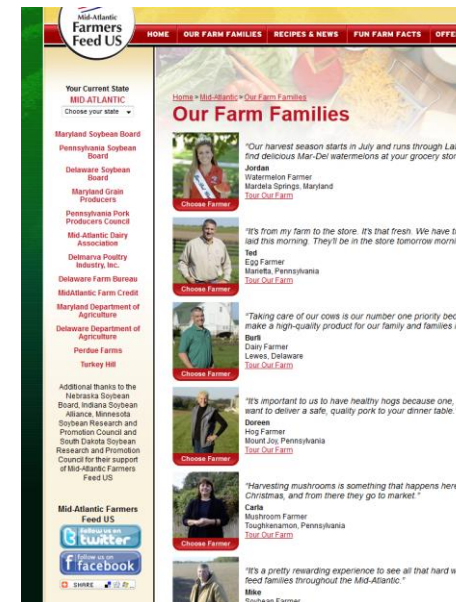 Mid-Atlantic
Farmers
Feed US
HOME OUR FARM FAMILIES RECIPES & NEWS FUN FARM FACTS OFFE
Your Current State
MID ATLANTIC
Choose your state
Maryland Soybean Board
Pennsylvania Soybean
Board
Delaware Soybean
Board
Maryland Grain
Producers
Pennsylvania Pork
Producers Council
Mid-Atlantic Dairy
Association
Delmarva Poultry
Industry, Inc.
Delaware Farm Bureau
MidAtlantic Farm Credit
Maryland Department of
Agriculture
Delaware Department of
Agriculture
Perdue Farms
Turkey Hill
Additional thanks to the
Nebraska Soybean
Board, Indiana Soybean
Alliance, Minnesota
Soybean Research and
Promotion Council and
South Dakota Soybean
Research and Promotion
Council for their support
of Mid-Atlantic Farmers
Feed US
Mid-Atlantic Farmers
Feed US
follow us on
twitter
follow us on
facebook
SHARE
Home » Mid-Atlantic » Our Farm Families
Our Farm Families
"Our harvest season starts in July and runs through Lat
find delicious Mar-Del watermelons at your grocery stor
Jordan
Watermelon Farmer
Mardela Springs, Maryland
Tour Our Farm
Choose Farmer
"It's from my farm to the store. It's that fresh. We have t
laid this morning. They'll be in the store tomorrow morni
Ted
Egg Farmer
Marietta, Pennsylvania
Tour Our Farm
Choose Farmer
"Taking care of our cows is our number one priority bec
make a high-quality product for our family and families
Burli
Dairy Farmer
Lewes, Delaware
Tour Our Farm
Choose Farmer
"It's important to us to have healthy hogs because one,
want to deliver a safe, quality pork to your dinner table.
Doreen
Hog Farmer
Mount Joy, Pennsylvania
Tour Our Farm
Choose Farmer
"Harvesting mushrooms is something that happens here
Christmas, and from there they go to market."
Carla
Mushroom Farmer
Toughkenamon, Pennsylvania
Tour Our Farm
Choose Farmer
"It's a pretty rewarding experience to see all that hard w
feed families throughout the Mid-Atlantic."
Mike
Soybean Farmer